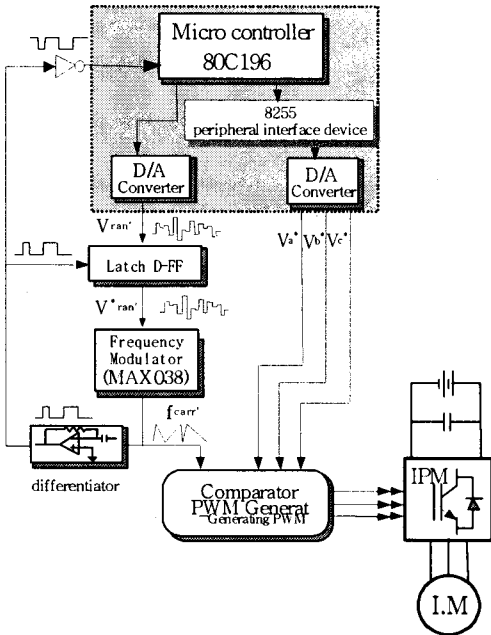 Micro controller
80C196
8255
peripheral interface device
D/A
Converter
D/A
Converter
Vran'
Va* Vb* Vc*
Latch D-FF
V*ran'
Frequency
Modulator
(MAX038)
fcarr'
differentiator
Comparator
PWM Generat
Generating PWM
IPM
I.M